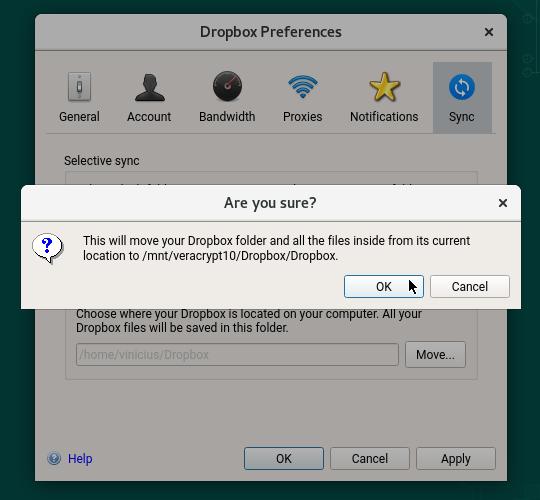 Dropbox Preferences
General Account Bandwidth Proxies Notifications Sync
Selective sync
Are you sure?
This will move your Dropbox folder and all the files inside from its current
location to /mnt/veracrypt10/Dropbox/Dropbox.
OK Cancel
Choose where your Dropbox is located on your computer. All your
Dropbox files will be saved in this folder.
/home/vinicius/Dropbox Move...
Help OK Cancel Apply